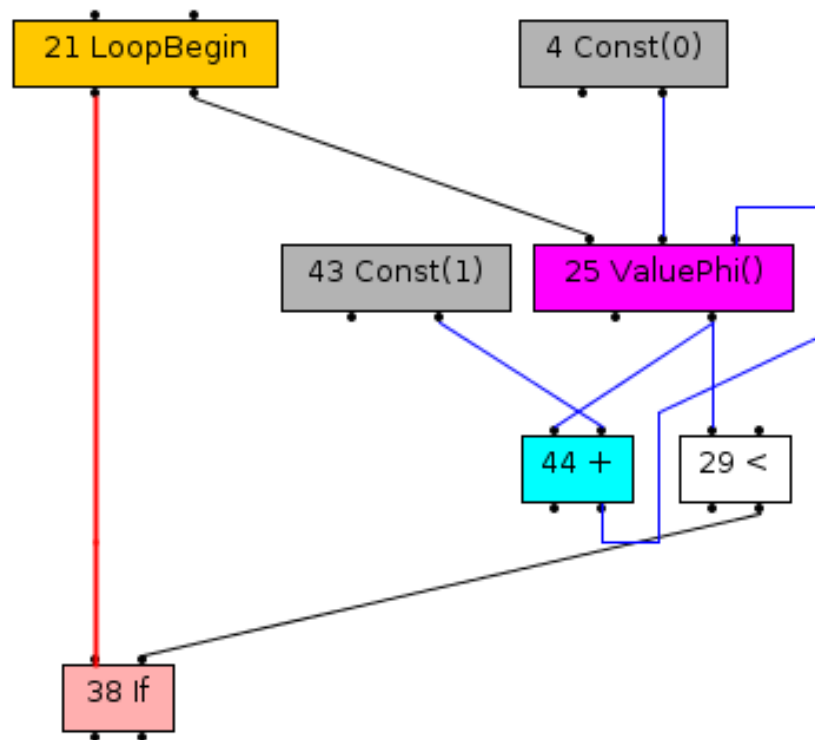 21 LoopBegin
4 Const(0)
43 Const(1)
25 ValuePhi()
44 +
29 <
38 If